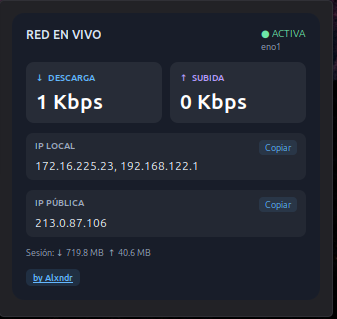 RED EN VIVO
● ACTIVA
eno1
↓ DESCARGA
1 Kbps
↑ SUBIDA
0 Kbps
IP LOCAL
Copiar
172.16.225.23, 192.168.122.1
IP PÚBLICA
Copiar
213.0.87.106
Sesión: ↓ 719.8 MB ↑ 40.6 MB
by Alxndr